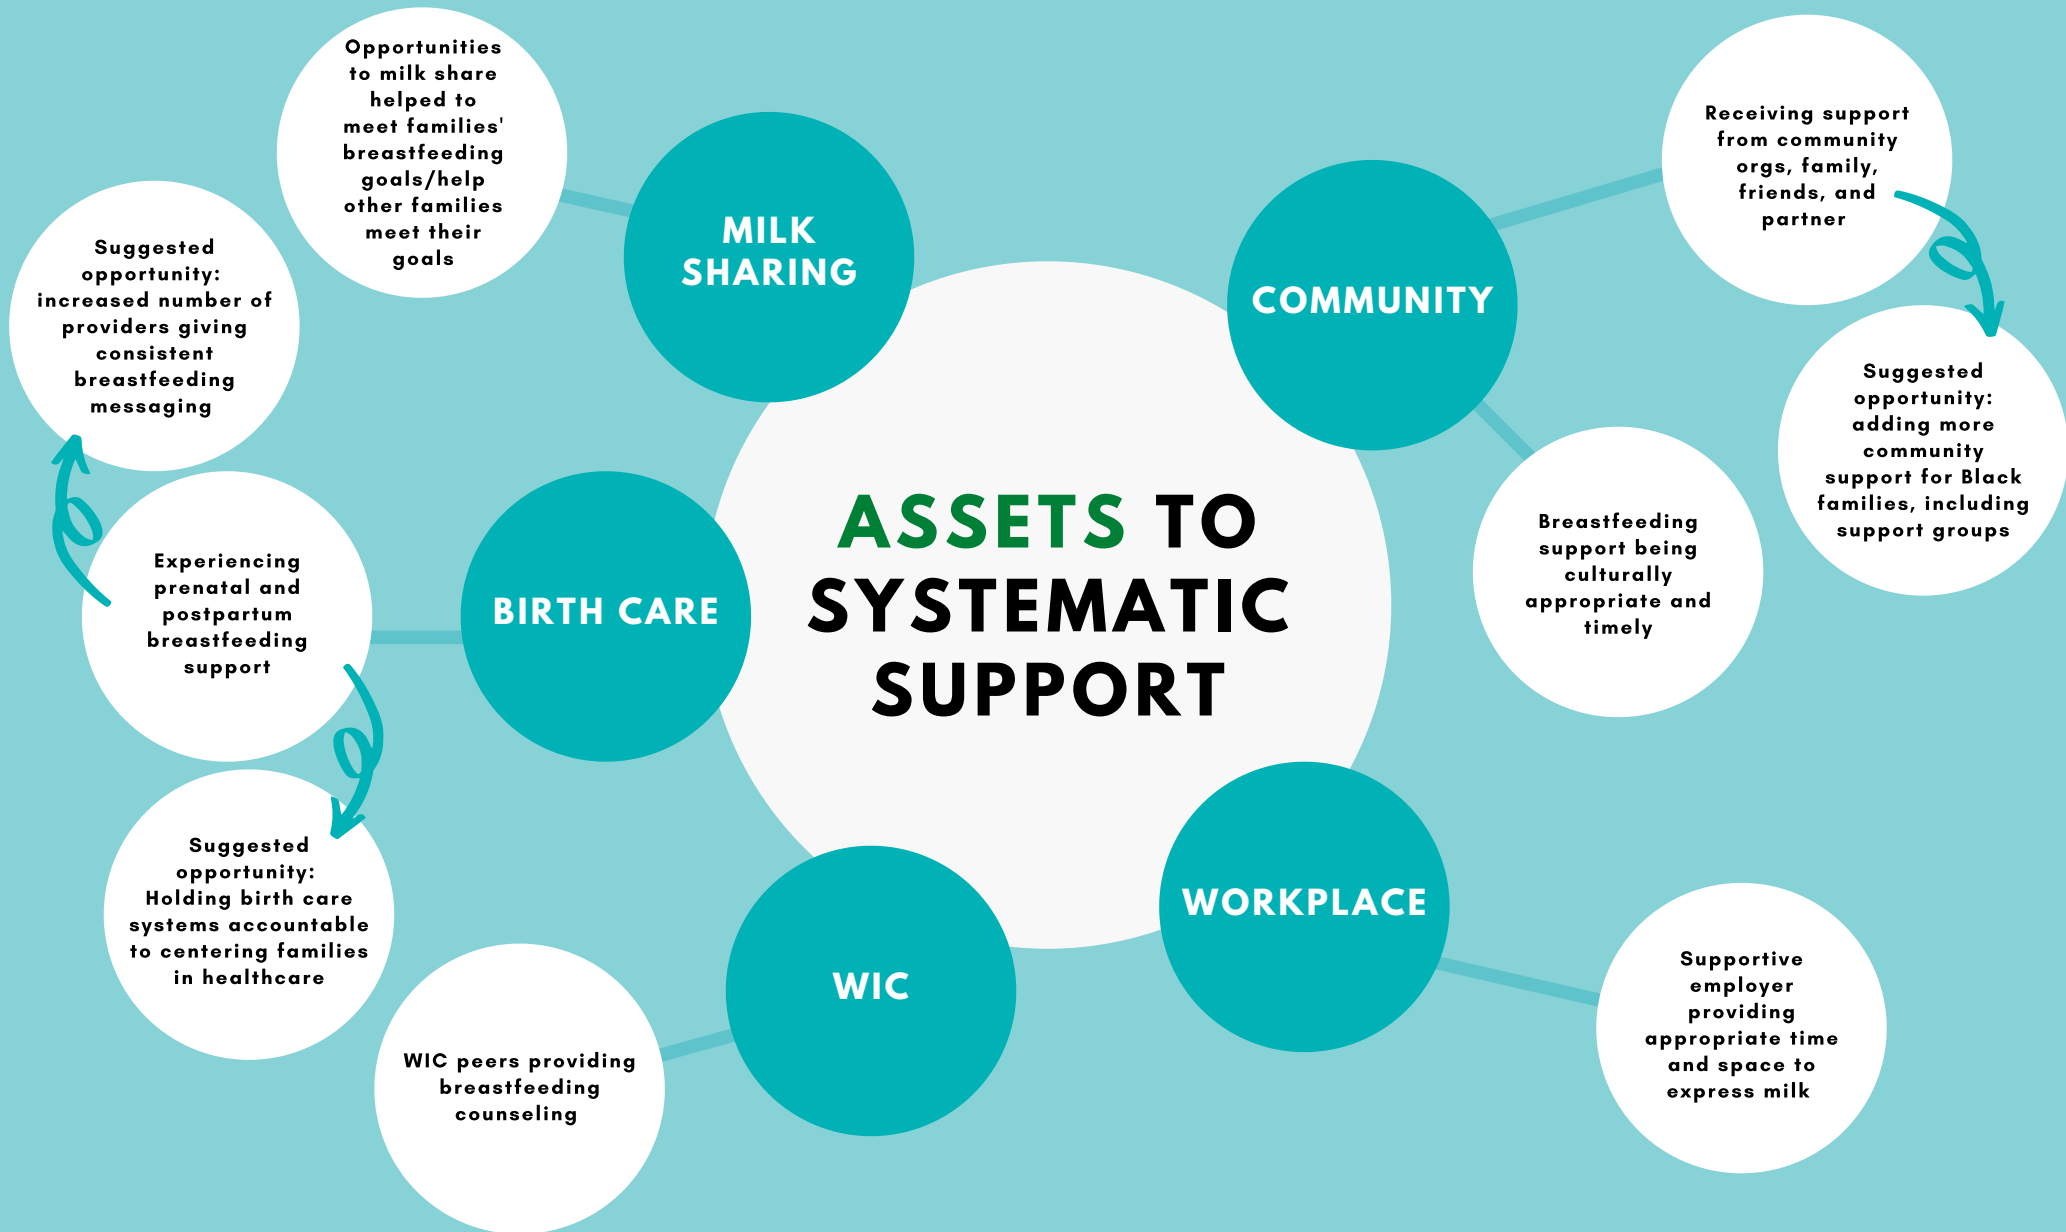 ASSETS TO
SYSTEMATIC
SUPPORT
MILK
SHARING
Opportunities
to milk share
helped to
meet families'
breastfeeding
goals/help
other families
meet their
goals
BIRTH CARE
Experiencing
prenatal and
postpartum
breastfeeding
support
Suggested
opportunity:
increased number of
providers giving
consistent
breastfeeding
messaging
Suggested
opportunity:
Holding birth care
systems accountable
to centering families
in healthcare
WIC
WIC peers providing
breastfeeding
counseling
COMMUNITY
Receiving support
from community
orgs, family,
friends, and
partner
Suggested
opportunity:
adding more
community
support for Black
families, including
support groups
Breastfeeding
support being
culturally
appropriate and
timely
WORKPLACE
Supportive
employer
providing
appropriate time
and space to
express milk